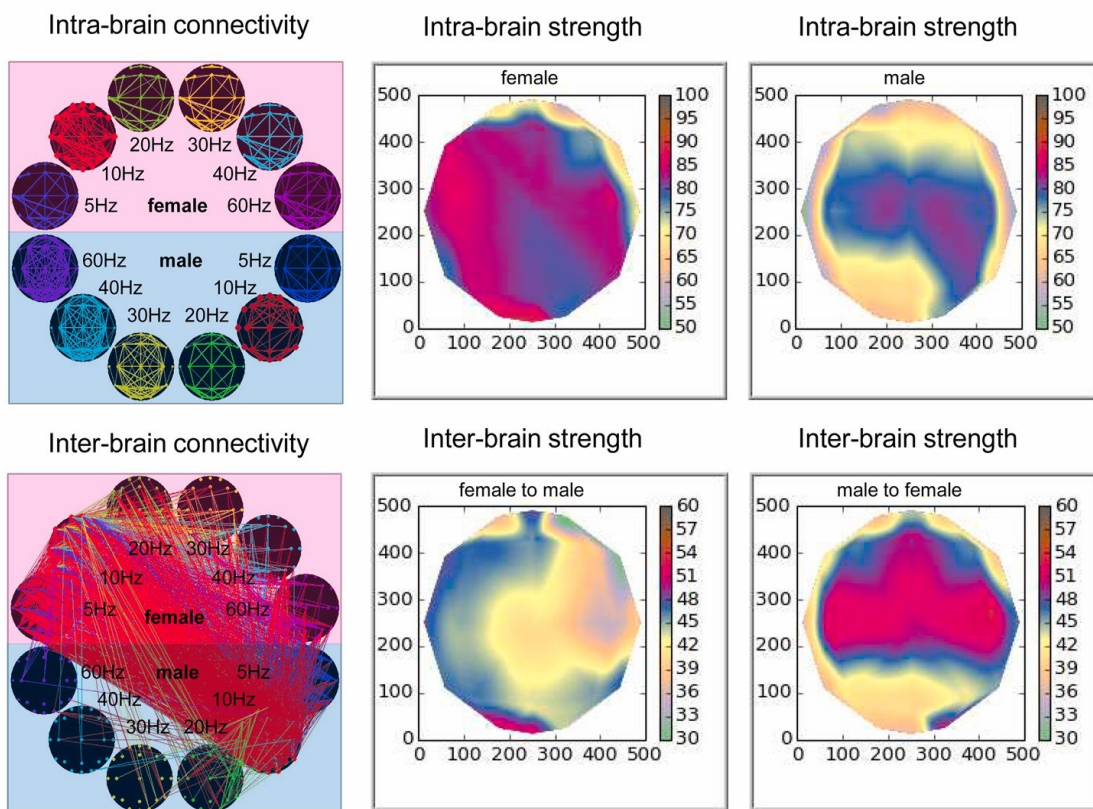 Intra-brain connectivity
20Hz 30Hz
10Hz 40Hz
5Hz female 60Hz
60Hz male 5Hz
40Hz 10Hz
30Hz 20Hz
Intra-brain strength
female
500
400
300
200
100
0
0 100 200 300 400 500
100
95
90
85
80
75
70
65
60
55
50
Intra-brain strength
male
500
400
300
200
100
0
0 100 200 300 400 500
100
95
90
85
80
75
70
65
60
55
50
Inter-brain connectivity
20Hz 30Hz
10Hz 40Hz
5Hz female 60Hz
60Hz male 5Hz
40Hz 10Hz
30Hz 20Hz
Inter-brain strength
female to male
500
400
300
200
100
0
0 100 200 300 400 500
60
57
54
51
48
45
42
39
36
33
30
Inter-brain strength
male to female
500
400
300
200
100
0
0 100 200 300 400 500
60
57
54
51
48
45
42
39
36
33
30